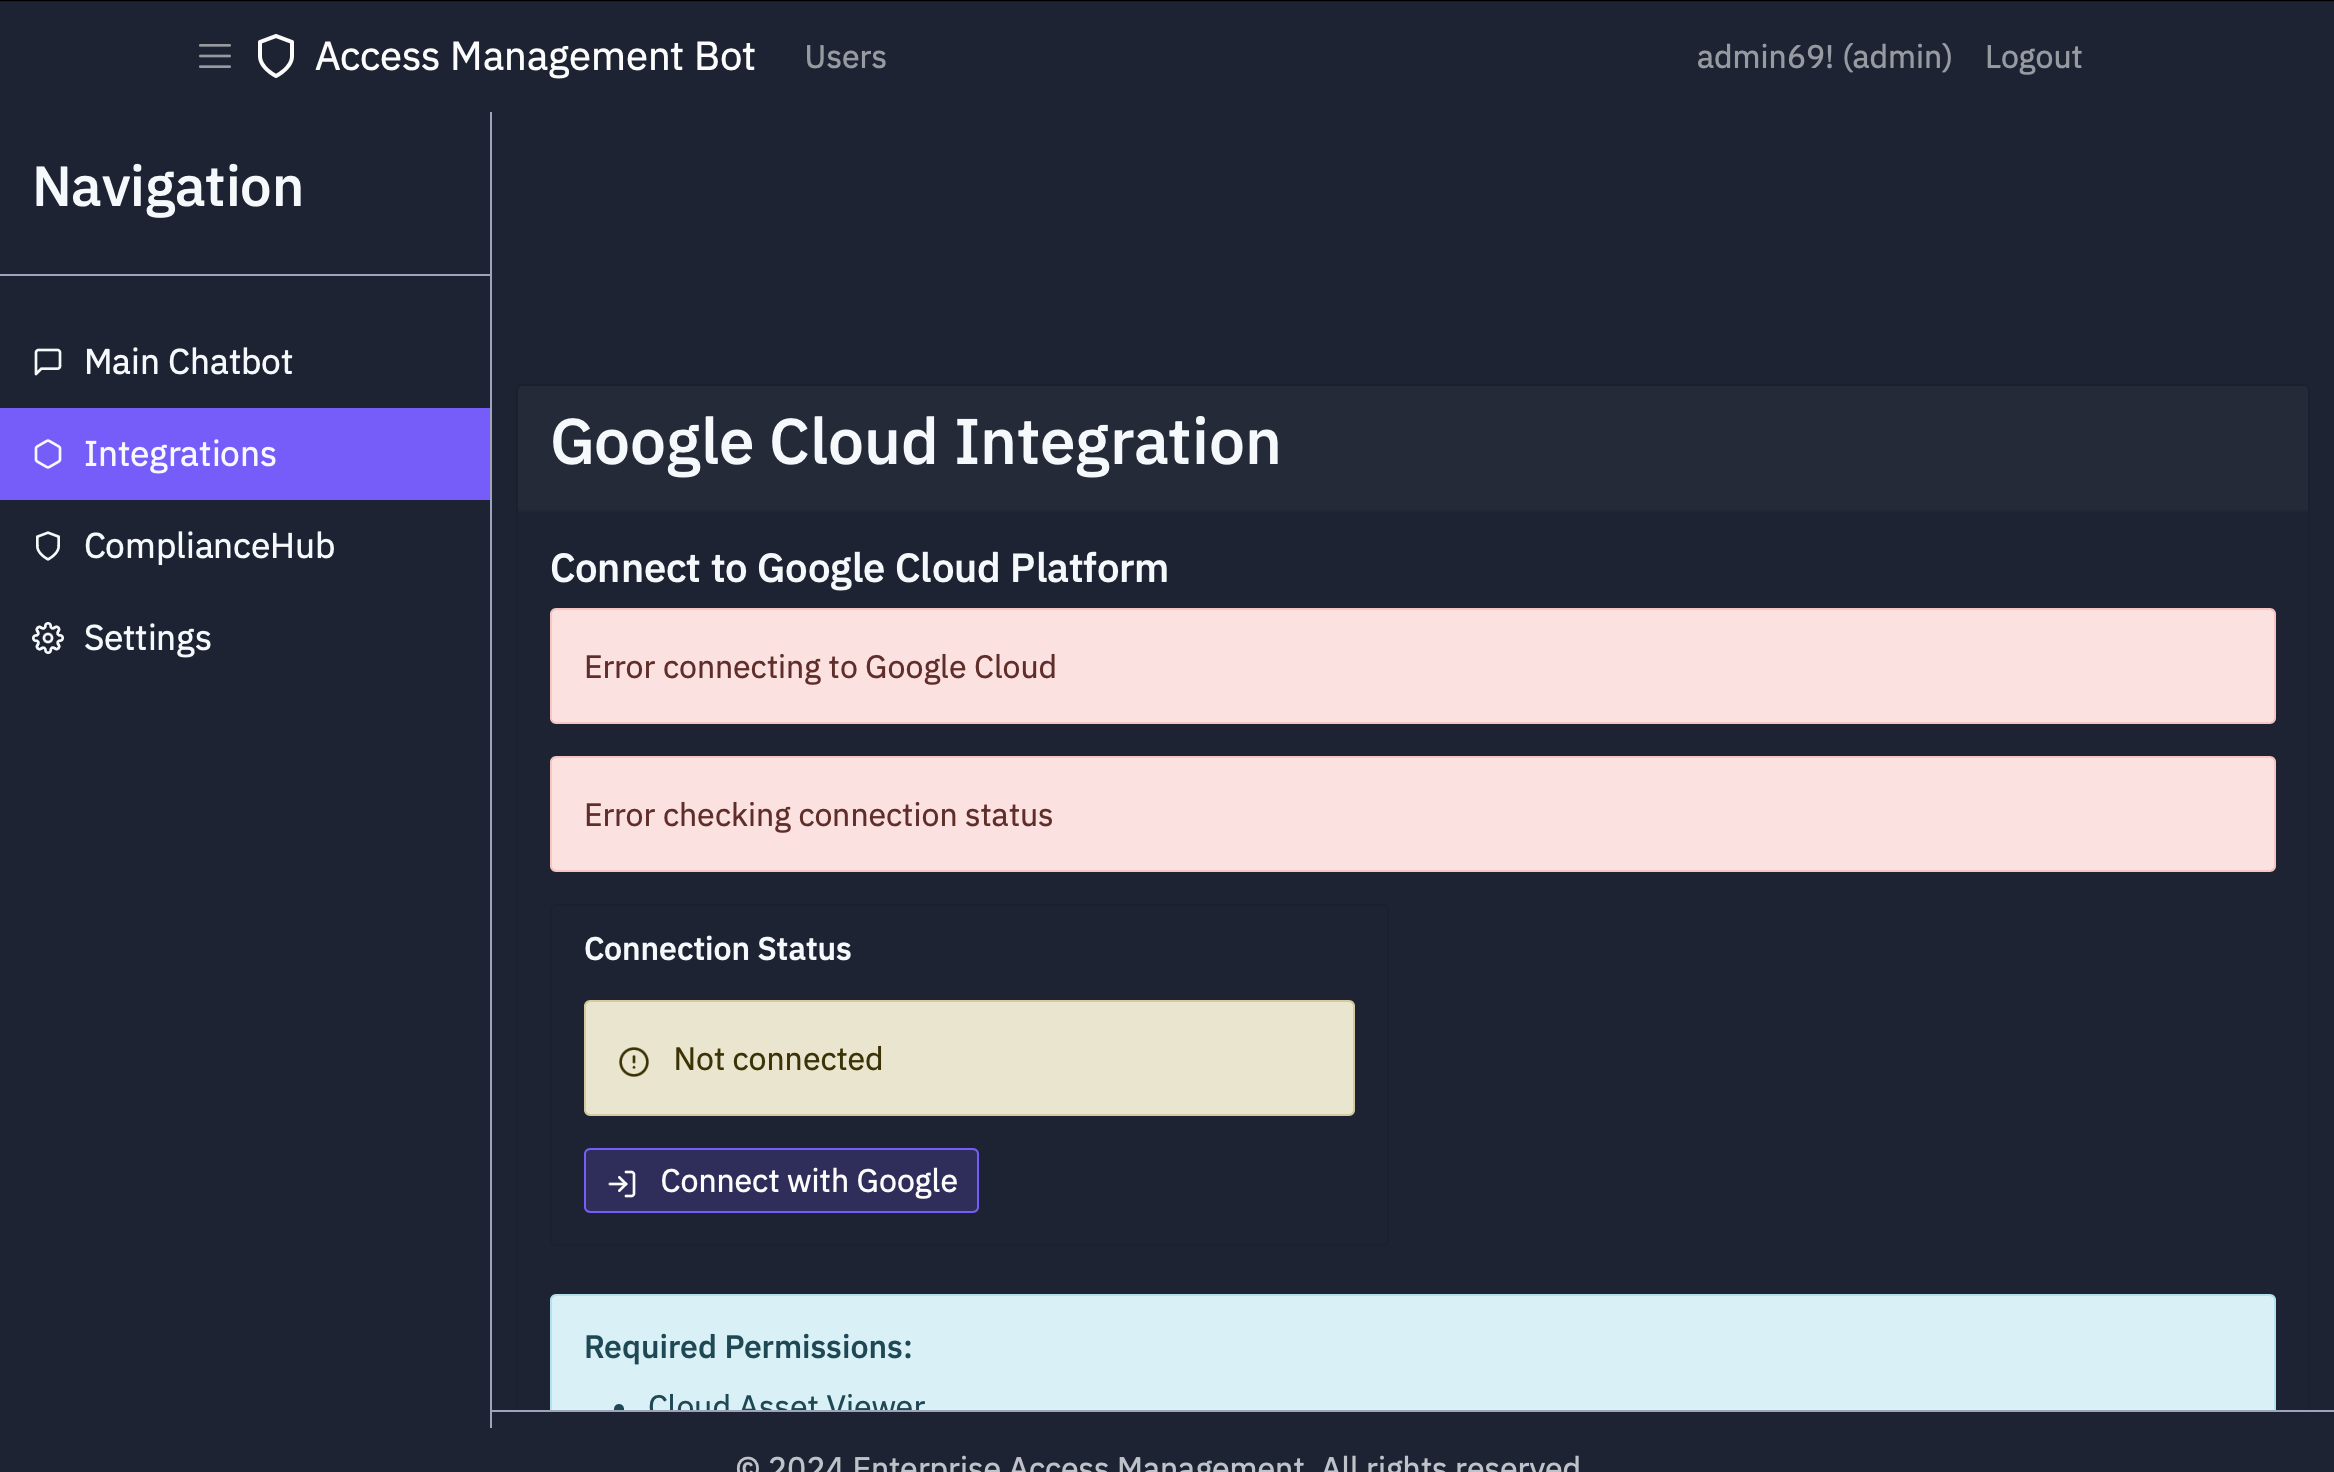 Access Management Bot
Users
admin69! (admin)
Logout
Navigation
Main Chatbot
Integrations
ComplianceHub
Settings
Google Cloud Integration
Connect to Google Cloud Platform
Error connecting to Google Cloud
Error checking connection status
Connection Status
Not connected
Connect with Google
Required Permissions:
• Cloud Asset Viewer
© 2024 Enterprise Access Management. All rights reserved.